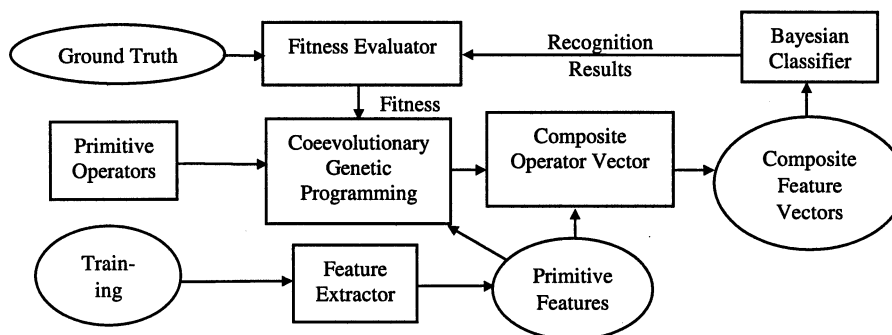 Ground Truth
Fitness Evaluator
Recognition
Results
Bayesian
Classifier
Fitness
Primitive
Operators
Coeevolutionary
Genetic
Programming
Composite
Operator Vector
Composite
Feature
Vectors
Train-
ing
Feature
Extractor
Primitive
Features